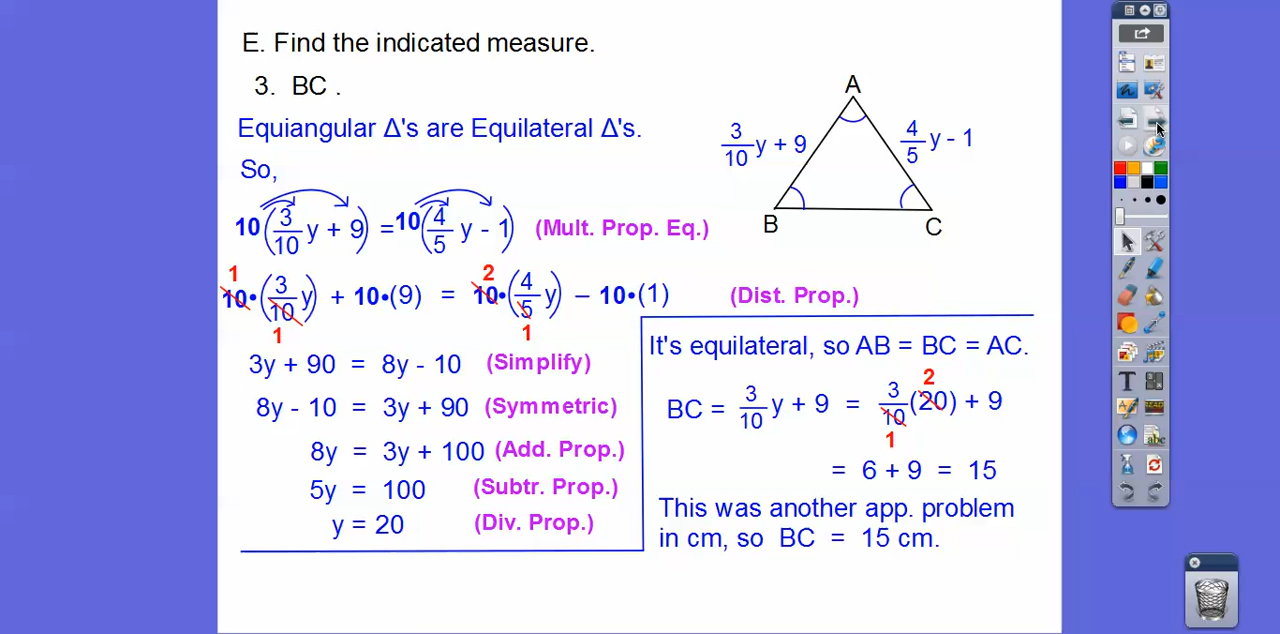 E. Find the indicated measure.
3. BC .
Equiangular Δ's are Equilateral Δ's.
So,
10(3/10 y + 9) = 10(4/5 y - 1) (Mult. Prop. Eq.)
1 2
10•(3/10 y) + 10•(9) = 10•(4/5 y) – 10•(1) (Dist. Prop.)
1 1
3y + 90 = 8y - 10 (Simplify)
8y - 10 = 3y + 90 (Symmetric)
8y = 3y + 100 (Add. Prop.)
5y = 100 (Subtr. Prop.)
y = 20 (Div. Prop.)
A
3/10 y + 9
4/5 y - 1
B
C
It's equilateral, so AB = BC = AC.
2
BC = 3/10 y + 9 = 3/10 (20) + 9
1
= 6 + 9 = 15
This was another app. problem
in cm, so BC = 15 cm.